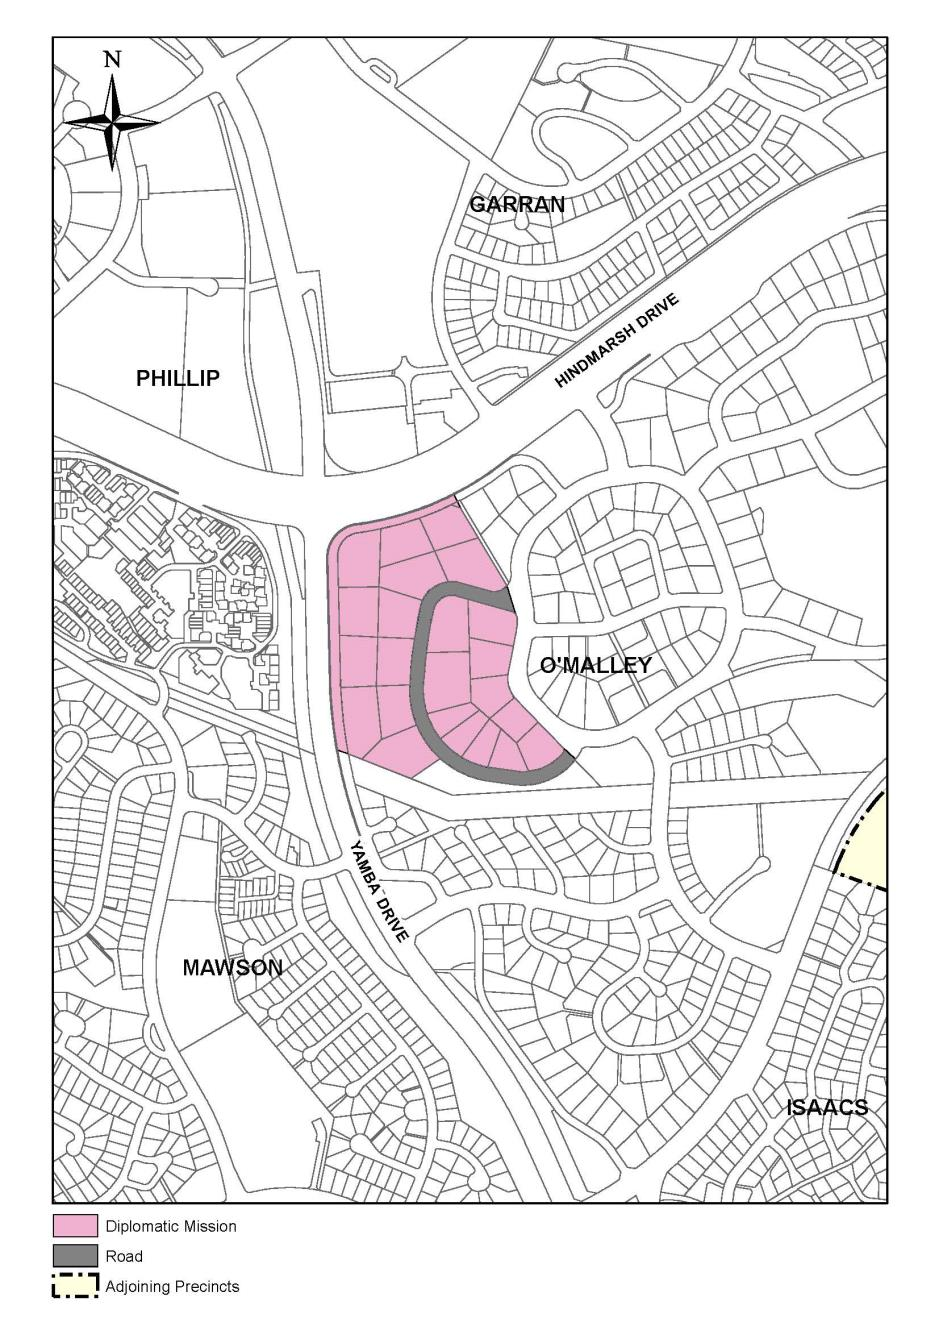 N
GARRAN
HINDMARSH DRIVE
PHILLIP
O'MALLEY
YAMBA DRIVE
MAWSON
ISAACS
Diplomatic Mission
Road
Adjoining Precincts